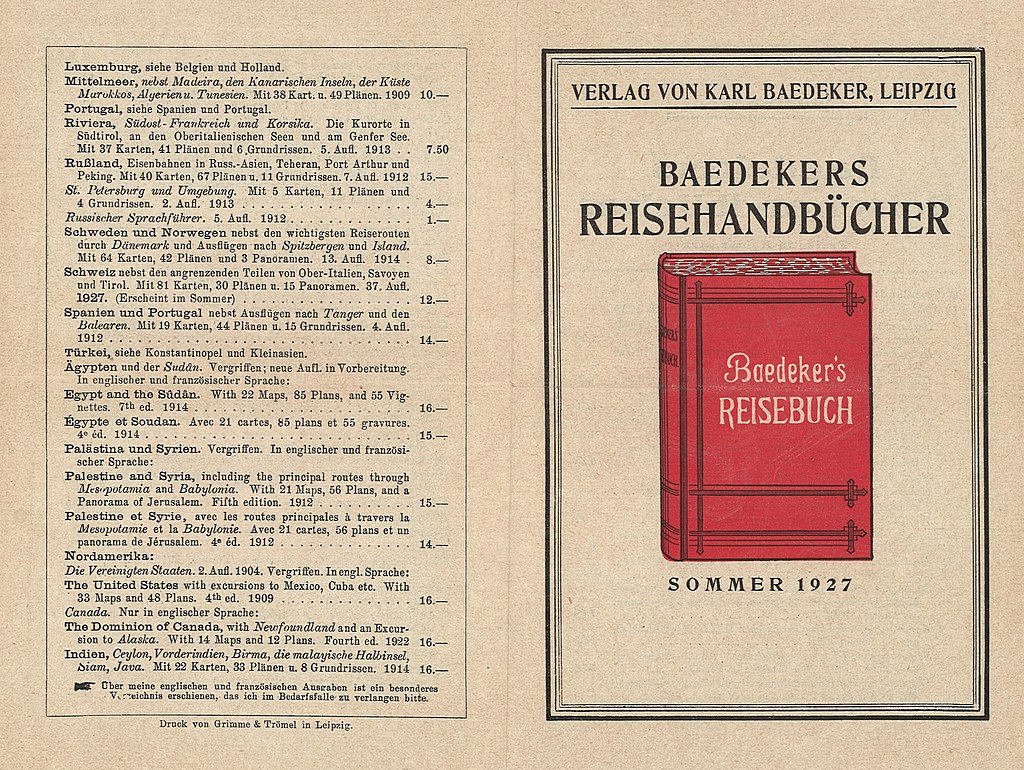 Luxemburg, siehe Belgien und Holland.
Mittelmeer, nebst Madeira, den Kanarischen Inseln, der Küste
Marokkos, Algerien u. Tunesien. Mit 38 Kart. u. 49 Plänen. 1909 10.—
Portugal, siehe Spanien und Portugal.
Riviera, Südost-Frankreich und Korsika. Die Kurorte in
Südtirol, an den Oberitalienischen Seen und am Genfer See.
Mit 37 Karten, 41 Plänen und 6 Grundrissen. 5. Aufl. 1913 . . 7.50
Rußland, Eisenbahnen in Russ.-Asien, Teheran, Port Arthur und
Peking. Mit 40 Karten, 67 Plänen u. 11 Grundrissen. 7. Aufl. 1912 15.—
St. Petersburg und Umgebung. Mit 5 Karten, 11 Plänen und
4 Grundrissen. 2. Aufl. 1913 . . . . . . . . . . . . . . . . . 4.—
Russischer Sprachführer. 5. Aufl. 1912 . . . . . . . . . . . . 1.—
Schweden und Norwegen nebst den wichtigsten Reiserouten
durch Dänemark und Ausflügen nach Spitzbergen und Island.
Mit 64 Karten, 42 Plänen und 3 Panoramen. 13. Aufl. 1914 . 8.—
Schweiz nebst den angrenzenden Teilen von Ober-Italien, Savoyen
und Tirol. Mit 81 Karten, 30 Plänen u. 15 Panoramen. 37. Aufl.
1927. (Erscheint im Sommer) . . . . . . . . . . . . . . . . . 12.—
Spanien und Portugal nebst Ausflügen nach Tanger und den
Balearen. Mit 19 Karten, 44 Plänen u. 15 Grundrissen. 4. Aufl.
1912 . . . . . . . . . . . . . . . . . . . . . . . . . . . . . 14.—
Türkei, siehe Konstantinopel und Kleinasien.
Ägypten und der Sudân. Vergriffen; neue Aufl. in Vorbereitung.
In englischer und französischer Sprache:
Egypt and the Sûdân. With 22 Maps, 85 Plans, and 55 Vig-
nettes. 7th ed. 1914 . . . . . . . . . . . . . . . . . . . . . 16.—
Égypte et Soudan. Avec 21 cartes, 85 plans et 55 gravures.
4e éd. 1914 . . . . . . . . . . . . . . . . . . . . . . . . . 15.—
Palästina und Syrien. Vergriffen. In englischer und französi-
scher Sprache:
Palestine and Syria, including the principal routes through
Mesopotamia and Babylonia. With 21 Maps, 56 Plans, and a
Panorama of Jerusalem. Fifth edition. 1912 . . . . . . . . . . 15.—
Palestine et Syrie, avec les routes principales à travers la
Mesopotamie et la Babylonie. Avec 21 cartes, 56 plans et un
panorama de Jérusalem. 4e éd. 1912 . . . . . . . . . . . . . . 14.—
Nordamerika:
Die Vereinigten Staaten. 2. Aufl. 1904. Vergriffen. In engl. Sprache:
The United States with excursions to Mexico, Cuba etc. With
33 Maps and 48 Plans. 4th ed. 1909 . . . . . . . . . . . . . . 16.—
Canada. Nur in englischer Sprache:
The Dominion of Canada, with Newfoundland and an Excur-
sion to Alaska. With 14 Maps and 12 Plans. Fourth ed. 1922 16.—
Indien, Ceylon, Vorderindien, Birma, die malayische Halbinsel,
Siam, Java. Mit 22 Karten, 33 Plänen u. 8 Grundrissen. 1914 16.—
Über meine englischen und französischen Ausgaben ist ein besonderes
Verzeichnis erschienen, das ich im Bedarfsfalle zu verlangen bitte.
Druck von Grimme & Trömel in Leipzig.
VERLAG VON KARL BAEDEKER, LEIPZIG
BAEDEKERS
REISEHANDBÜCHER
Baedeker's
REISEBUCH
SOMMER 1927